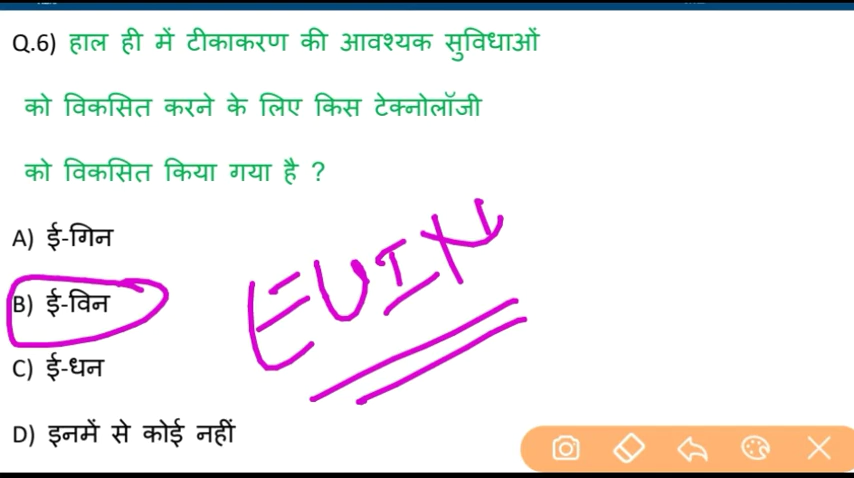 Q.6) हाल ही में टीकाकरण की आवश्यक सुविधाओं
को विकसित करने के लिए किस टेक्नोलॉजी
को विकसित किया गया है ?
A) ई-गिन
B) ई-विन
EVIN
C) ई-धन
D) इनमें से कोई नहीं